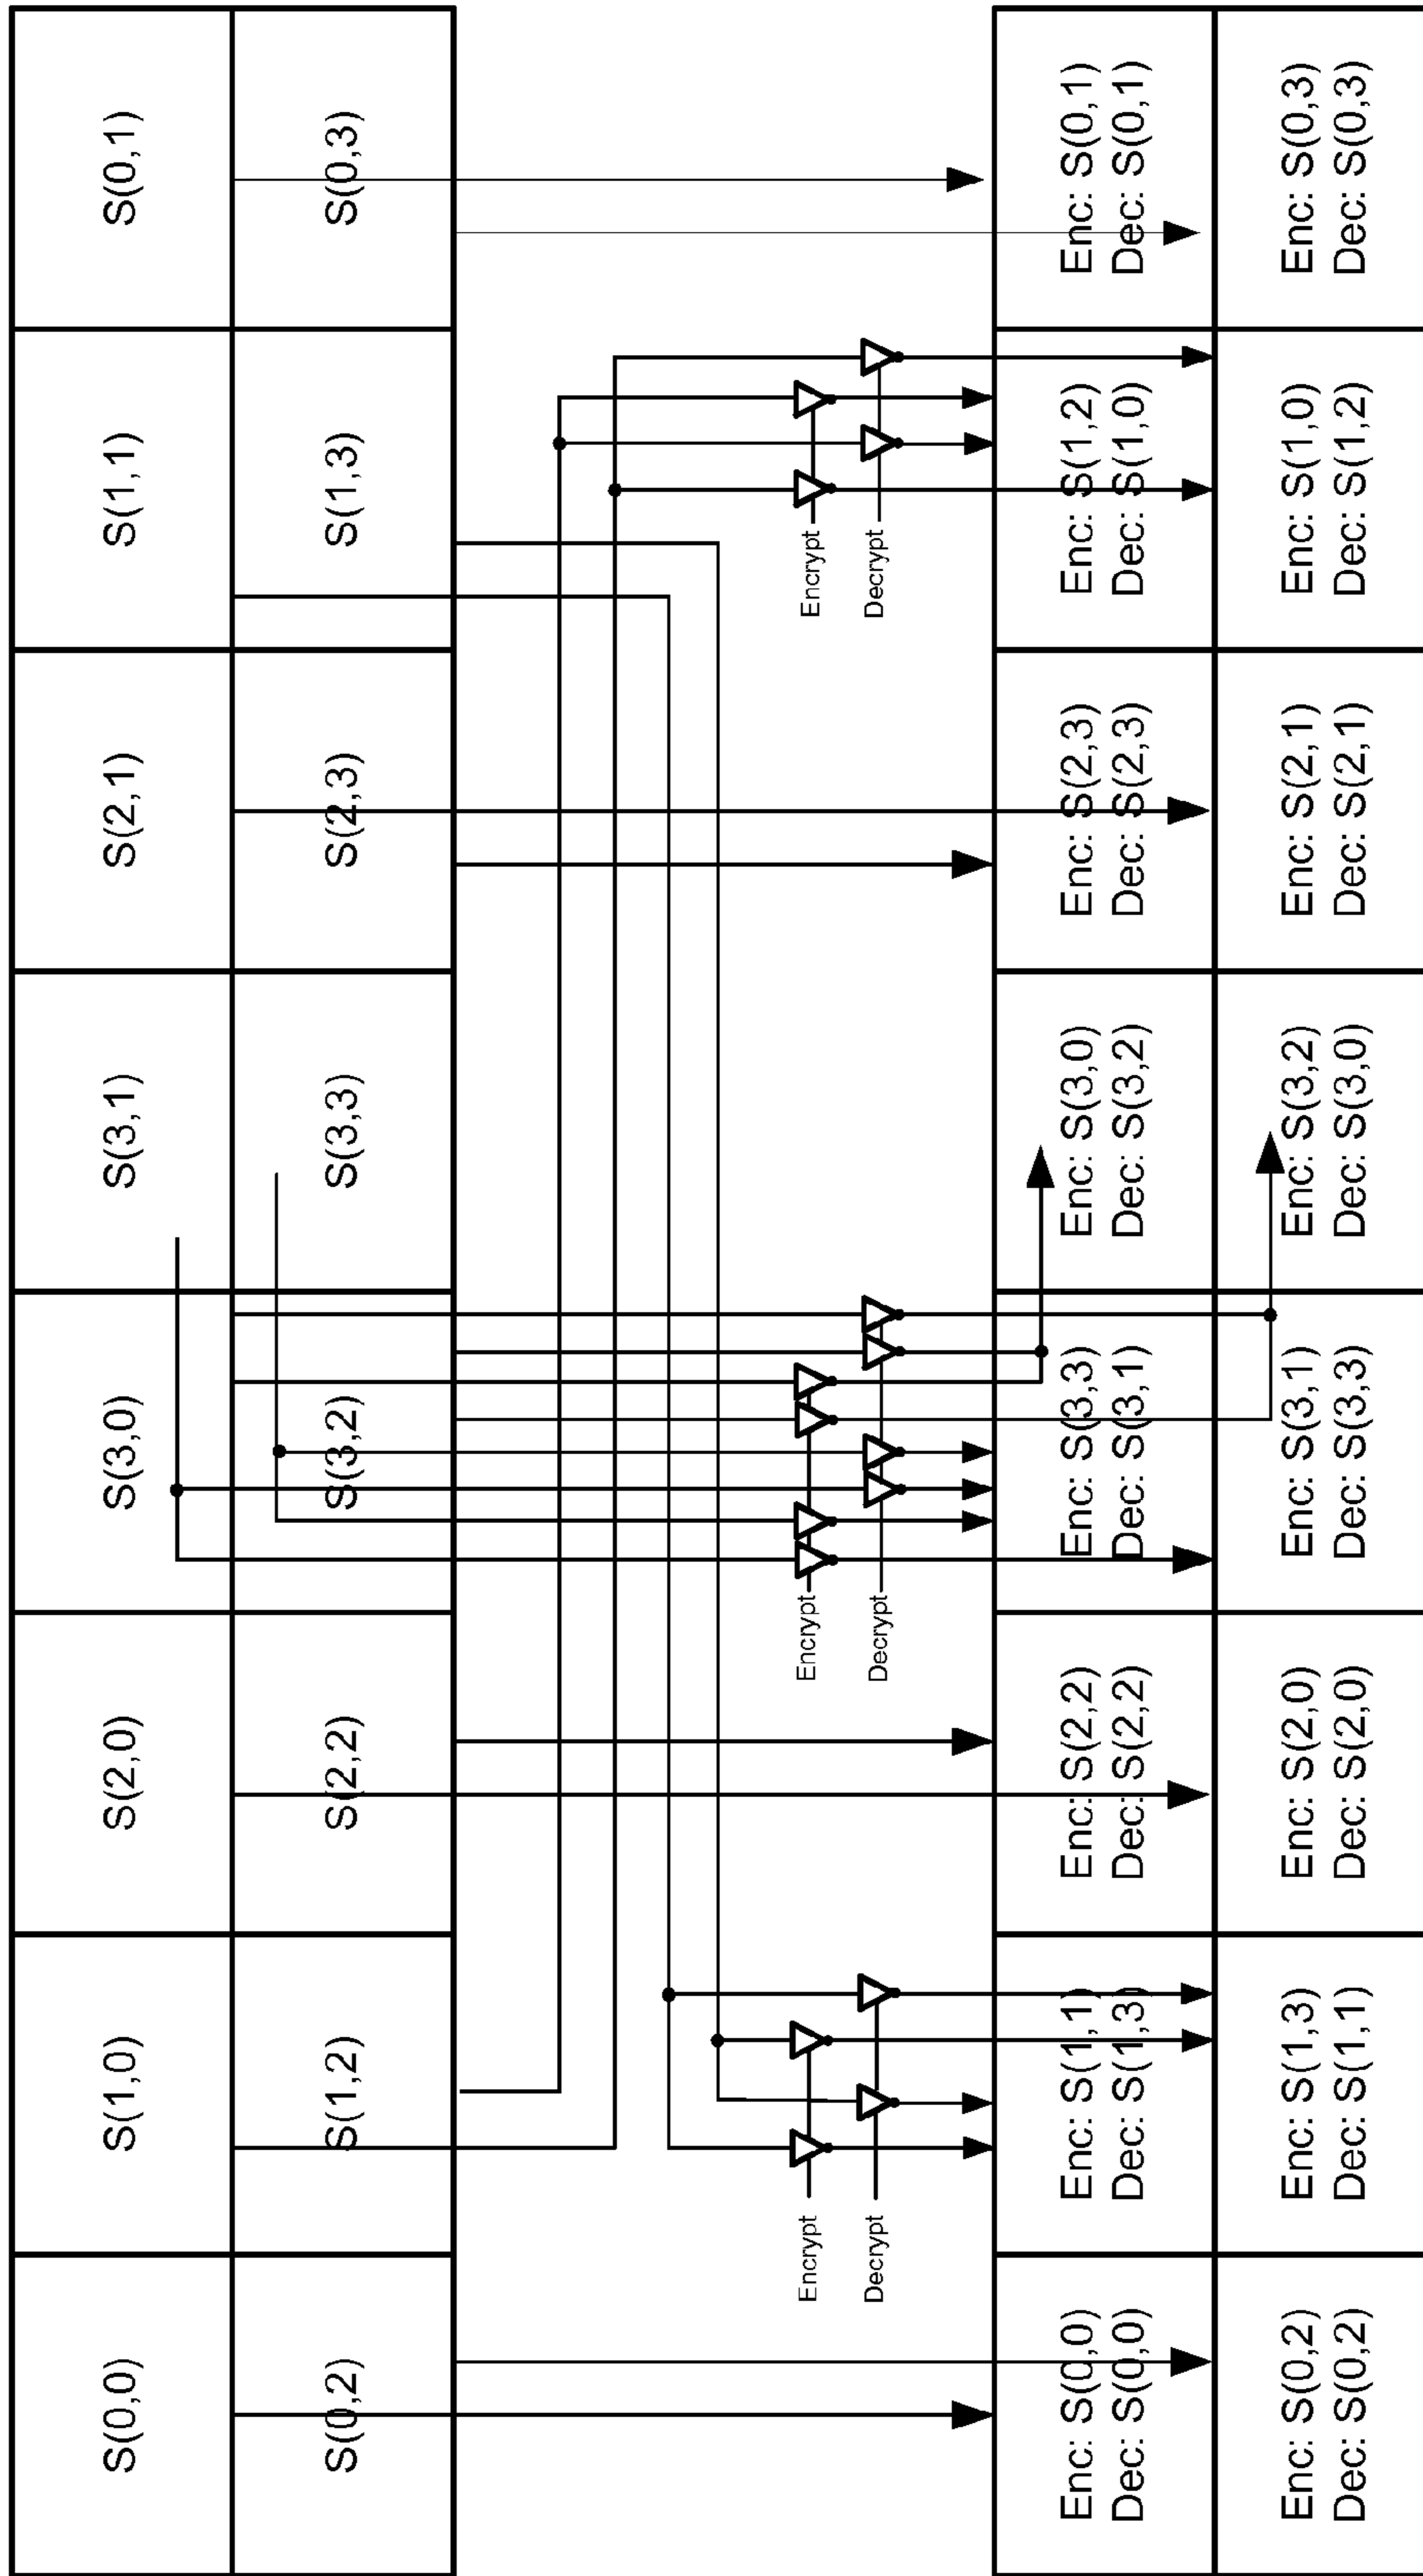 S(0,0)
S(1,0)
S(2,0)
S(3,0)
S(3,1)
S(2,1)
S(1,1)
S(0,1)
S(0,2)
S(1,2)
S(2,2)
S(3,2)
S(3,3)
S(2,3)
S(1,3)
S(0,3)
Encrypt
Encrypt
Encrypt
Decrypt
Decrypt
Decrypt
Enc: S(0,0)
Dec: S(0,0)
Enc: S(1,1)
Dec: S(1,3)
Enc: S(2,2)
Dec: S(2,2)
Enc: S(3,3)
Dec: S(3,1)
Enc: S(3,0)
Dec: S(3,2)
Enc: S(2,3)
Dec: S(2,3)
Enc: S(1,2)
Dec: S(1,0)
Enc: S(0,1)
Dec: S(0,1)
Enc: S(0,2)
Dec: S(0,2)
Enc: S(1,3)
Dec: S(1,1)
Enc: S(2,0)
Dec: S(2,0)
Enc: S(3,1)
Dec: S(3,3)
Enc: S(3,2)
Dec: S(3,0)
Enc: S(2,1)
Dec: S(2,1)
Enc: S(1,0)
Dec: S(1,2)
Enc: S(0,3)
Dec: S(0,3)